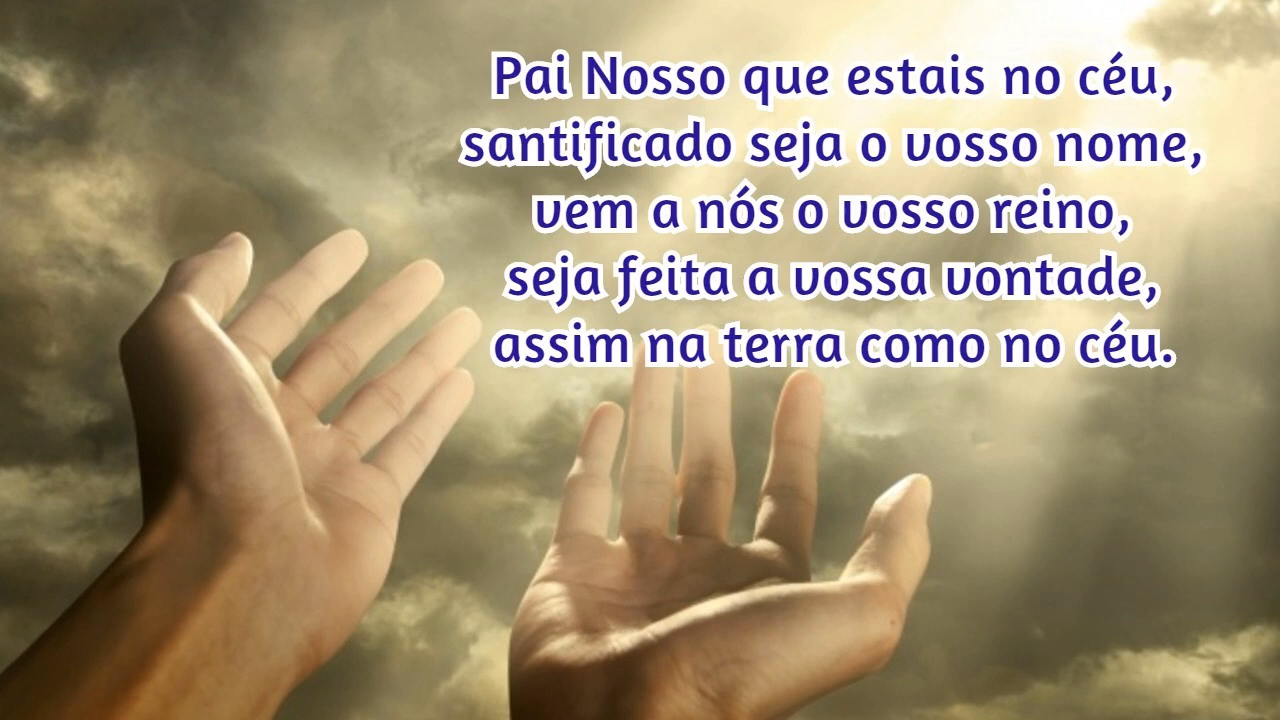 Pai Nosso que estais no céu,
santificado seja o vosso nome,
vem a nós o vosso reino,
seja feita a vossa vontade,
assim na terra como no céu.